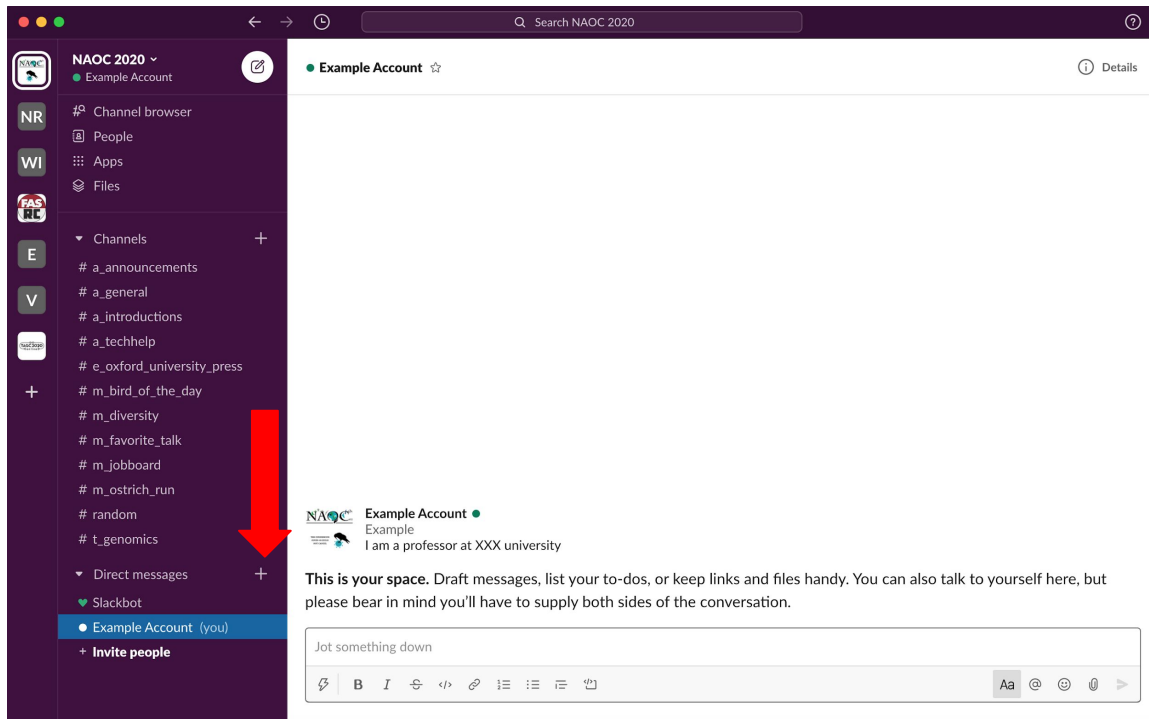 Search NAOC 2020
NAOC
NAOC 2020
Example Account
NR
WI
FAS
RC
E
V
+
Channel browser
People
Apps
Files
Channels +
# a_announcements
# a_general
# a_introductions
# a_techhelp
# e_oxford_university_press
# m_bird_of_the_day
# m_diversity
# m_favorite_talk
# m_jobboard
# m_ostrich_run
# random
# t_genomics
Direct messages +
Slackbot
Example Account (you)
+ Invite people
Example Account
Details
NAOC
Example Account
Example
I am a professor at XXX university
This is your space. Draft messages, list your to-dos, or keep links and files handy. You can also talk to yourself here, but
please bear in mind you’ll have to supply both sides of the conversation.
Jot something down
B I S </> Aa @